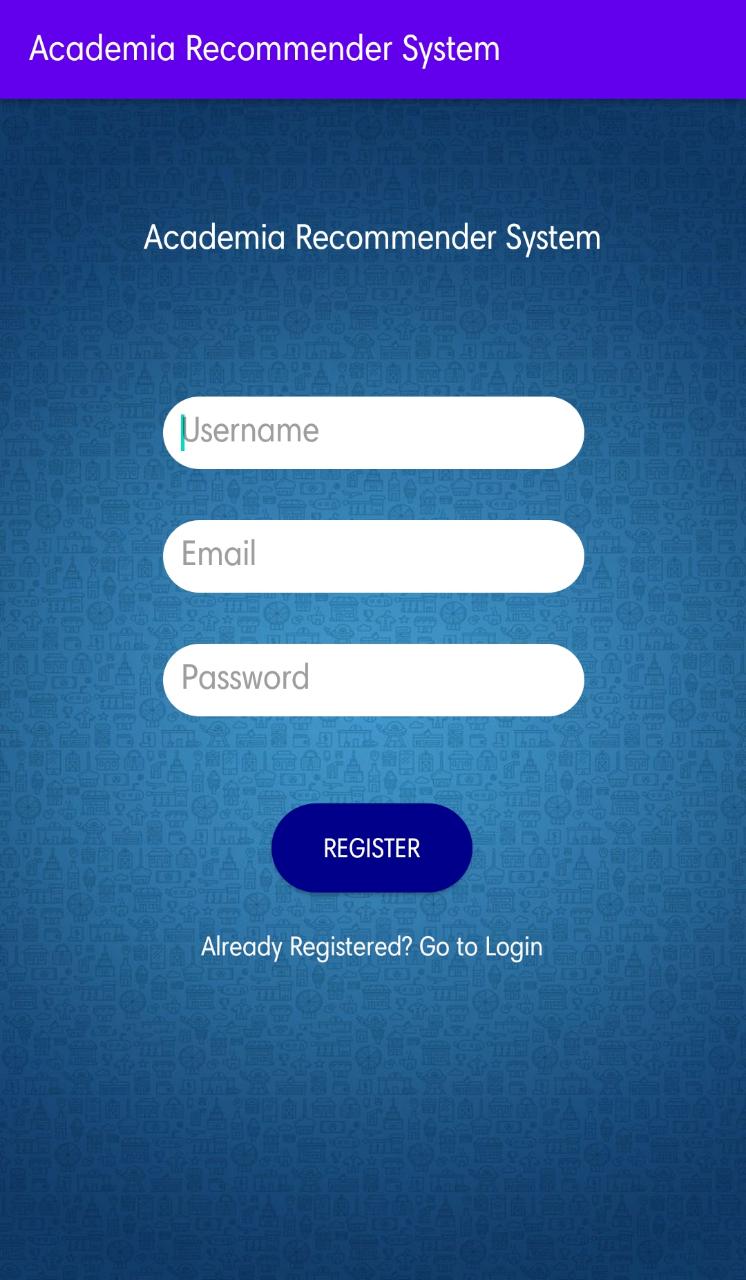 Academia Recommender System
Academia Recommender System
Username
Email
Password
REGISTER
Already Registered? Go to Login